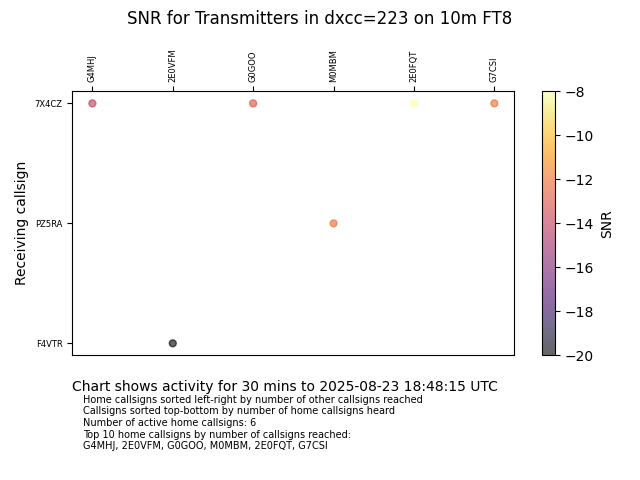 SNR for Transmitters in dxcc=223 on 10m FT8
G4MHJ
2E0VFM
G0GOO
M0MBM
2E0FQT
G7CSI
7X4CZ
PZ5RA
F4VTR
Receiving callsign
−8
−10
−12
−14
−16
−18
−20
SNR
Chart shows activity for 30 mins to 2025-08-23 18:48:15 UTC
Home callsigns sorted left-right by number of other callsigns reached
Callsigns sorted top-bottom by number of home callsigns heard
Number of active home callsigns: 6
Top 10 home callsigns by number of callsigns reached:
G4MHJ, 2E0VFM, G0GOO, M0MBM, 2E0FQT, G7CSI